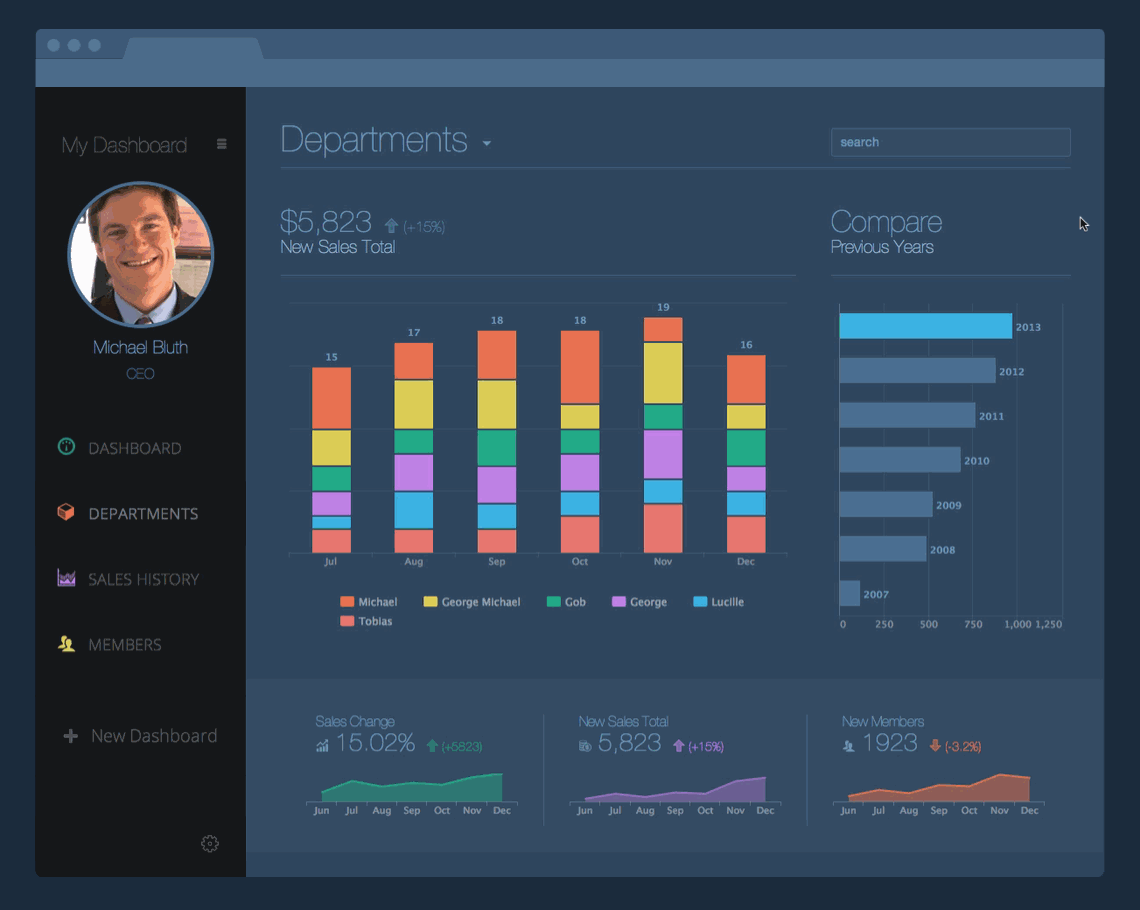 My Dashboard
Michael Bluth
CEO
DASHBOARD
DEPARTMENTS
SALES HISTORY
MEMBERS
New Dashboard
Departments
search
$5,823 (+15%)
New Sales Total
15
17
18
18
19
16
Jul Aug Sep Oct Nov Dec
Michael George Michael Gob George Lucille
Tobias
Compare
Previous Years
2013
2012
2011
2010
2009
2008
2007
0 250 500 750 1,000 1,250
Sales Change
15.02% (+5823)
Jun Jul Aug Sep Oct Nov Dec
New Sales Total
5,823 (+15%)
Jun Jul Aug Sep Oct Nov Dec
New Members
1923 (-3.2%)
Jun Jul Aug Sep Oct Nov Dec